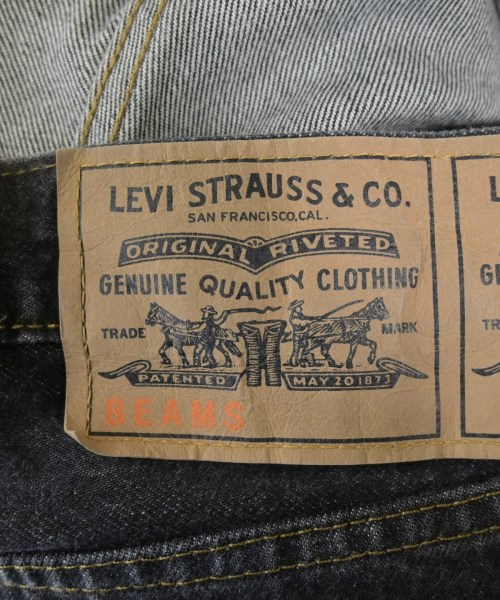 LEVI STRAUSS & CO.
SAN FRANCISCO, CAL.
ORIGINAL RIVETED
GENUINE QUALITY CLOTHING
TRADE MARK
PATENTED MAY 20 1873
BEAMS